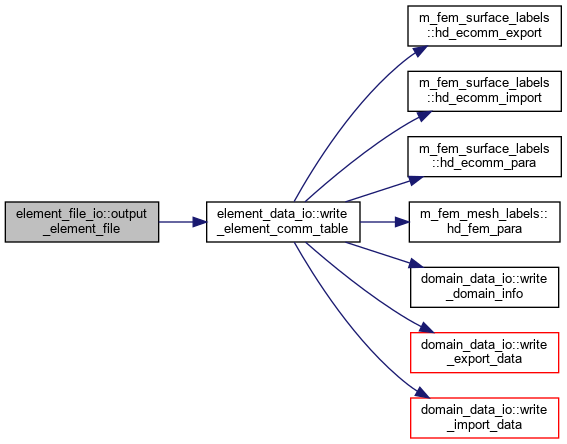 element_file_io::output
_element_file
element_data_io::write
_element_comm_table
m_fem_surface_labels
::hd_ecomm_export
m_fem_surface_labels
::hd_ecomm_import
m_fem_surface_labels
::hd_ecomm_para
m_fem_mesh_labels::
hd_fem_para
domain_data_io::write
_domain_info
domain_data_io::write
_export_data
domain_data_io::write
_import_data